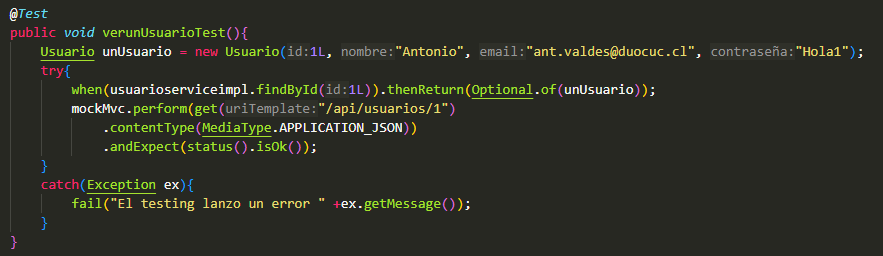 @Test
public void verunUsuarioTest(){
Usuario unUsuario = new Usuario(id:1L, nombre:"Antonio", email:"ant.valdes@duocuc.cl", contraseña:"Hola1");
try{
when(usuarioserviceimpl.findById(id:1L)).thenReturn(Optional.of(unUsuario));
mockMvc.perform(get(uriTemplate:"/api/usuarios/1")
.contentType(MediaType.APPLICATION_JSON))
.andExpect(status().isOk());
}
catch(Exception ex){
fail("El testing lanzo un error " +ex.getMessage());
}
}